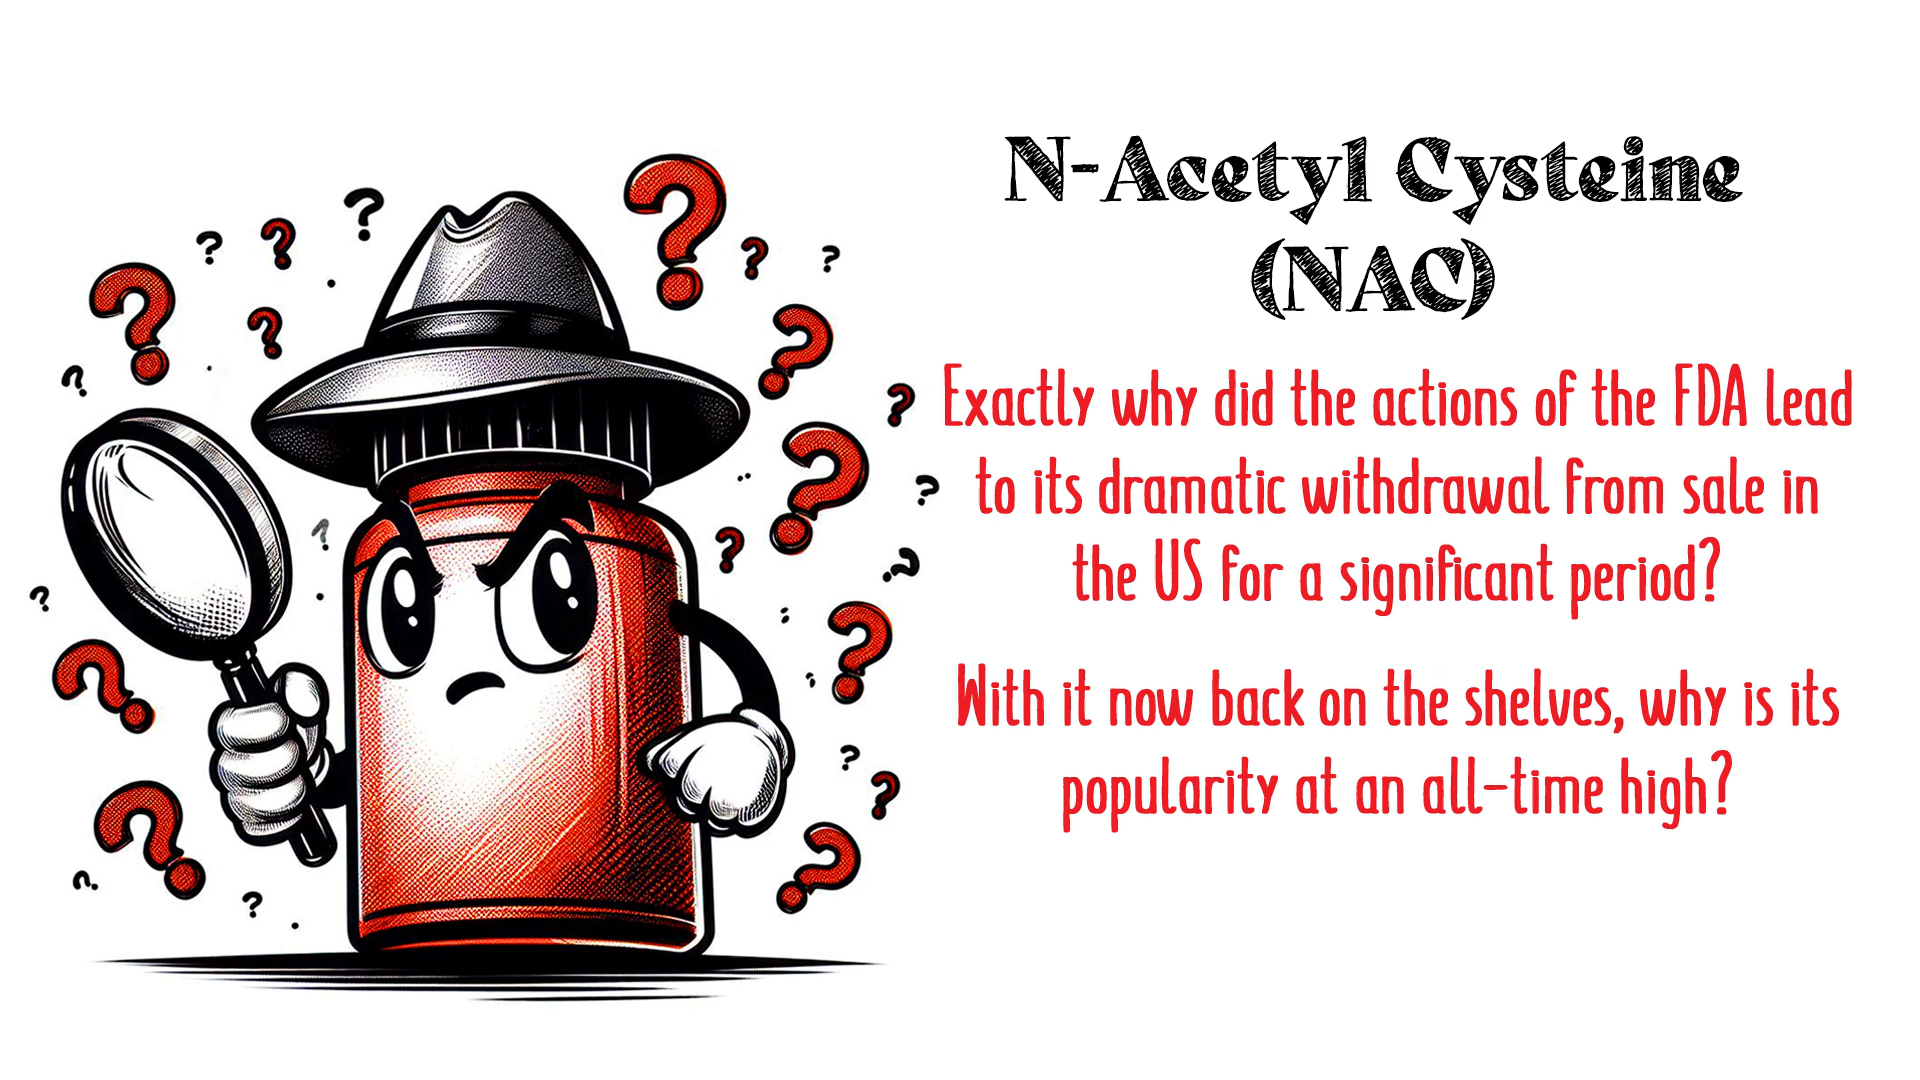 N-Acetyl Cysteine
(NAC)
Exactly why did the actions of the FDA lead
to its dramatic withdrawal from sale in
the US for a significant period?
With it now back on the shelves, why is its
popularity at an all-time high?